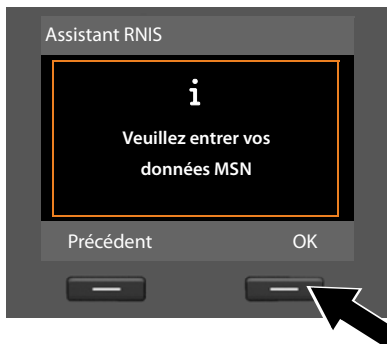 Assistant RNIS
i
Veuillez entrer vos
données MSN
Précédent OK